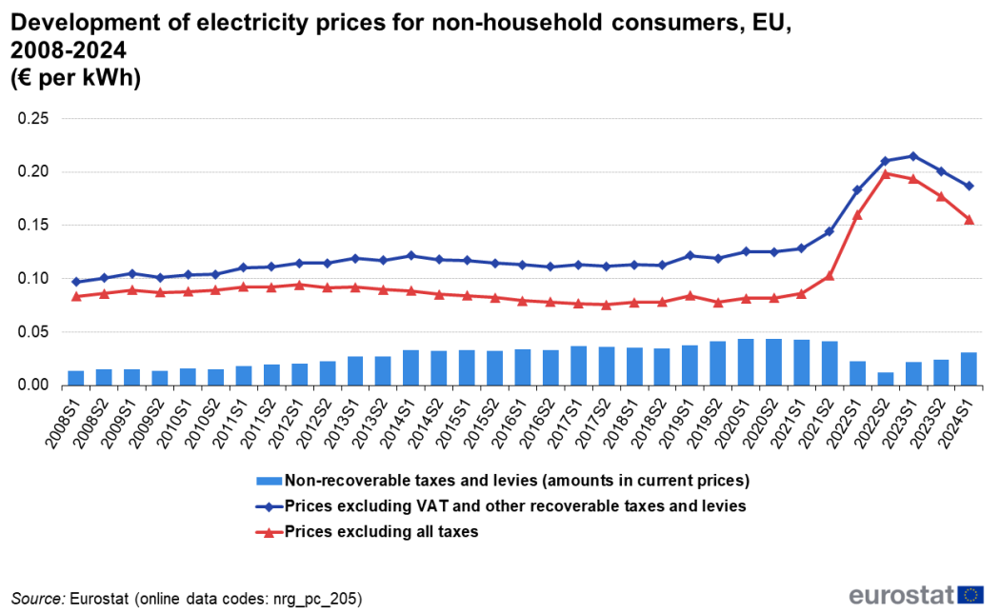 Development of electricity prices for non-household consumers, EU,
2008-2024
(€ per kWh)
0.25
0.20
0.15
0.10
0.05
0.00
2008S1
2008S2
2009S1
2009S2
2010S1
2010S2
2011S1
2011S2
2012S1
2012S2
2013S1
2013S2
2014S1
2014S2
2015S1
2015S2
2016S1
2016S2
2017S1
2017S2
2018S1
2018S2
2019S1
2019S2
2020S1
2020S2
2021S1
2021S2
2022S1
2022S2
2023S1
2023S2
2024S1
Non-recoverable taxes and levies (amounts in current prices)
Prices excluding VAT and other recoverable taxes and levies
Prices excluding all taxes
Source: Eurostat (online data codes: nrg_pc_205)
eurostat